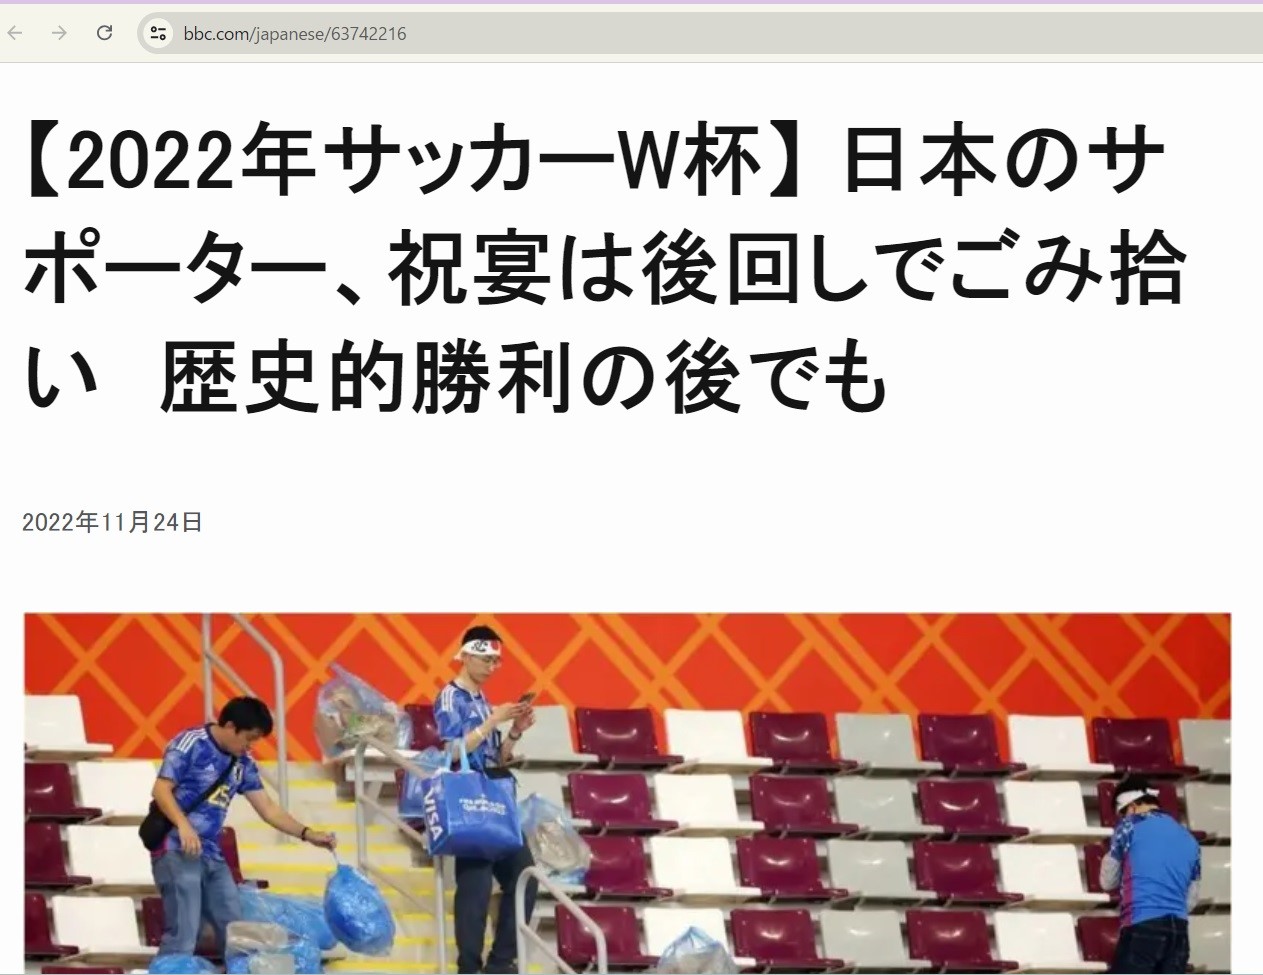 bbc.com/japanese/63742216
【2022年サッカーW杯】 日本のサ
ポーター、祝宴は後回しでごみ拾
い　歴史的勝利の後でも
2022年11月24日
VISA